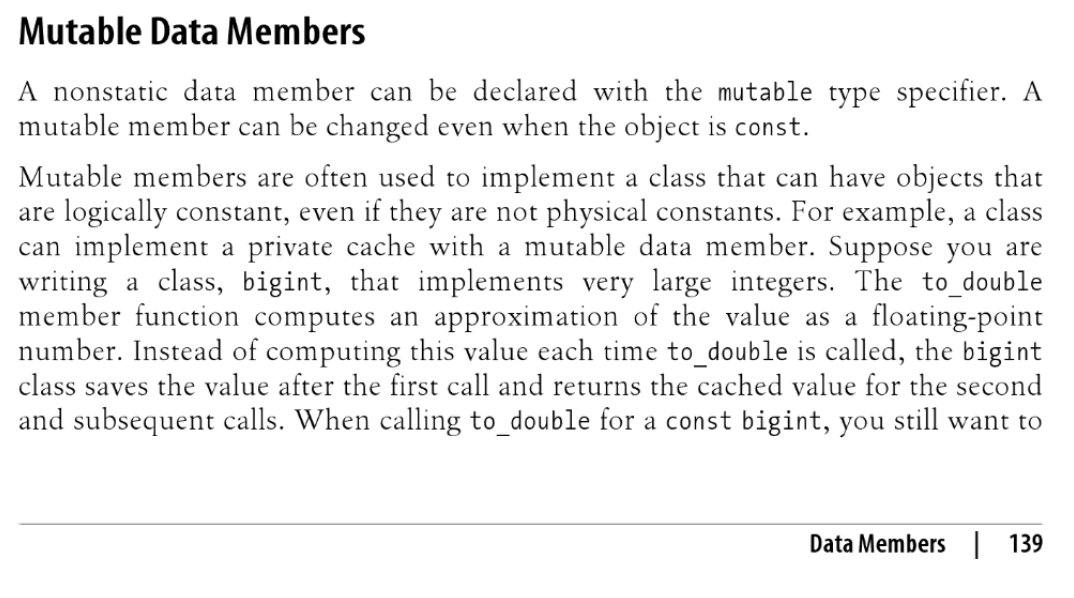 Mutable Data Members
A nonstatic data member can be declared with the mutable type specifier. A
mutable member can be changed even when the object is const.
Mutable members are often used to implement a class that can have objects that
are logically constant, even if they are not physical constants. For example, a class
can implement a private cache with a mutable data member. Suppose you are
writing a class, bigint, that implements very large integers. The to_double
member function computes an approximation of the value as a floating-point
number. Instead of computing this value each time to_double is called, the bigint
class saves the value after the first call and returns the cached value for the second
and subsequent calls. When calling to_double for a const bigint, you still want to
Data Members | 139